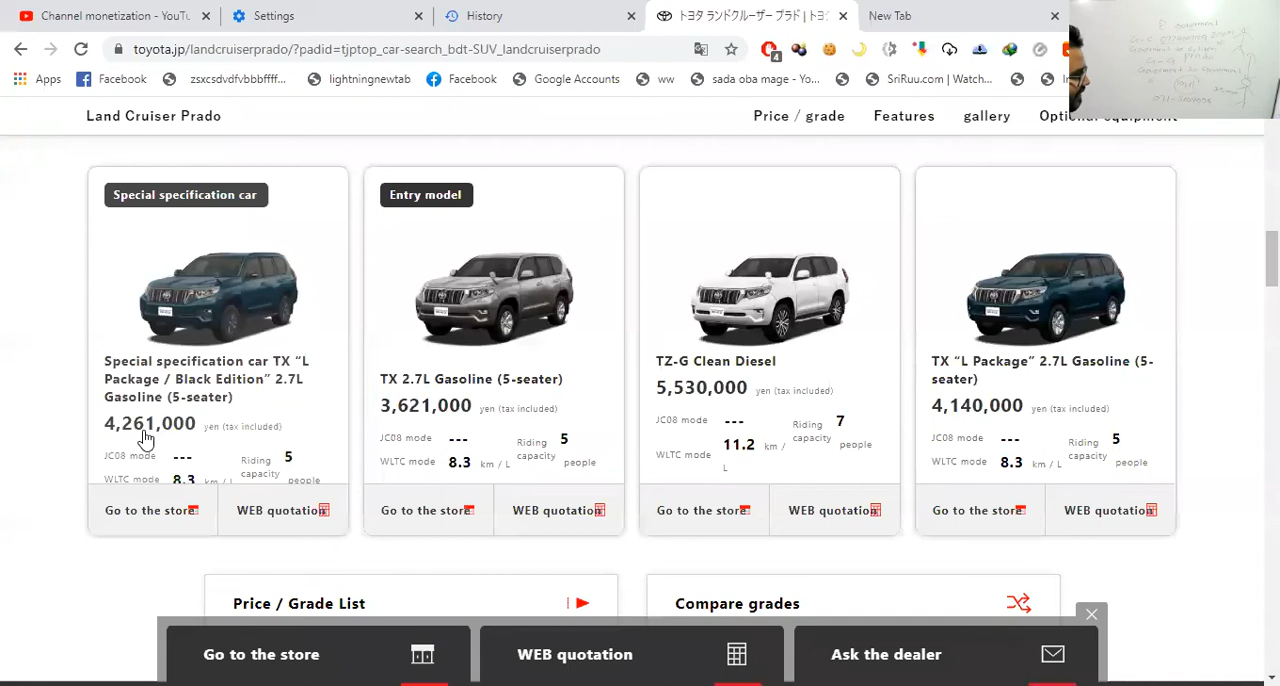 Channel monetization - YouTu
Settings
History
トヨタ ランドクルーザー プラド | トヨ
New Tab
toyota.jp/landcruiserprado/?padid=tjptop_car-search_bdt-SUV_landcruiserprado
4
Apps
Facebook
zsxcsdvdfvbbbffff...
lightningnewtab
Facebook
Google Accounts
ww
sada oba mage - Yo...
SriRuu.com | Watch...
Land Cruiser Prado
Price / grade
Features
gallery
Optional equipment
Special specification car
Special specification car TX “L
Package / Black Edition” 2.7L
Gasoline (5-seater)
4,261,000 yen (tax included)
JC08 mode ---
Riding capacity 5 people
WLTC mode 8.3 km / L
Go to the store
WEB quotation
Entry model
TX 2.7L Gasoline (5-seater)
3,621,000 yen (tax included)
JC08 mode ---
Riding capacity 5 people
WLTC mode 8.3 km / L
Go to the store
WEB quotation
TZ-G Clean Diesel
5,530,000 yen (tax included)
JC08 mode ---
Riding capacity 7 people
WLTC mode 11.2 km / L
Go to the store
WEB quotation
TX “L Package” 2.7L Gasoline (5-
seater)
4,140,000 yen (tax included)
JC08 mode ---
Riding capacity 5 people
WLTC mode 8.3 km / L
Go to the store
WEB quotation
Price / Grade List
Compare grades
Go to the store
WEB quotation
Ask the dealer